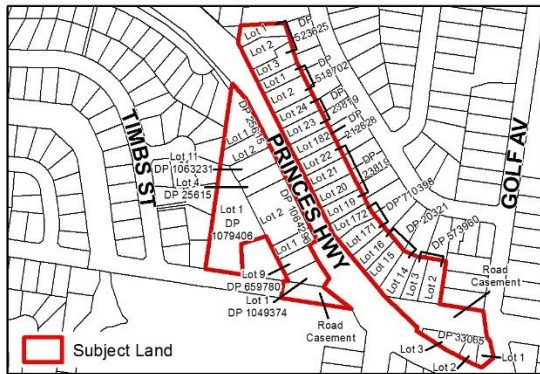 Lot 1
DP 523625
Lot 2
Lot 3
Lot 1
DP 518702
Lot 2
Lot 24
DP 23819
Lot 23
Lot 182
DP 212828
Lot 22
Lot 21
DP 23819
Lot 20
Lot 19
DP 710398
Lot 172
Lot 171
DP 20321
Lot 16
Lot 15
DP 573960
Lot 14
Lot 3
Lot 2
GOLF AV
PRINCES HWY
TIMBS ST
DP 25615
Lot 1
Lot 2
Lot 11
DP 1063231
Lot 4
DP 25615
Lot 1
DP
1079406
Lot 2
DP 1064298
Lot 1
Lot 9
DP 659780
Lot 1
DP 1049374
Road
Casement
Road
Casement
DP 33065
Lot 3
Lot 2
Lot 1
Subject Land